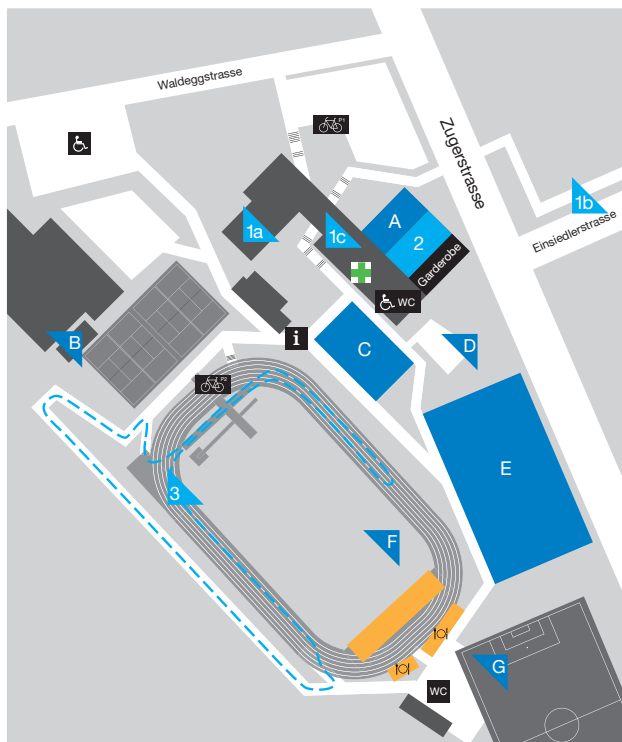 Waldeggstrasse
P1
Zugerstrasse
1b
Einsiedlerstrasse
A
1a
1c
2
Garderobe
WC
i
B
C
D
P2
E
3
F
G
WC